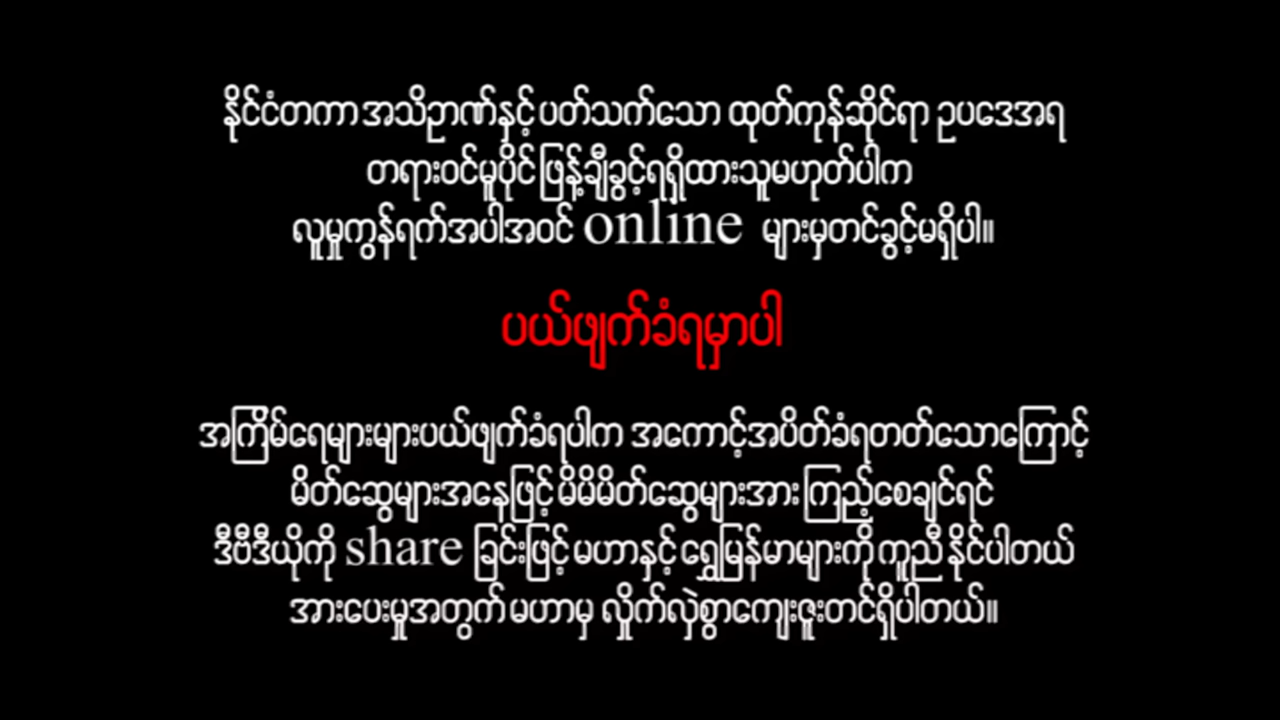 နိုင်ငံတကာ အသိဉာဏ်နှင့် ပတ်သက်သော ထုတ်ကုန်ဆိုင်ရာ ဥပဒေအရ
တရားဝင်မူပိုင် ဖြန့်ချီခွင့်ရရှိထားသူမဟုတ်ပါက
လူမှုကွန်ရက်အပါအဝင် online များမှတင်ခွင့်မရှိပါ။
ပယ်ဖျက်ခံရမှာပါ
အကြိမ်ရေများများပယ်ဖျက်ခံရပါက အကောင့်အပိတ်ခံရတတ်သောကြောင့်
မိတ်ဆွေများအနေဖြင့် မိမိမိတ်ဆွေများအား ကြည့်စေချင်ရင်
ဒီဗီဒီယိုကို share ခြင်းဖြင့် မဟာနှင့် ရွှေမြန်မာများကို ကူညီ နိုင်ပါတယ်
အားပေးမှုအတွက် မဟာမှ လှိုက်လှဲစွာကျေးဇူးတင်ရှိပါတယ်။